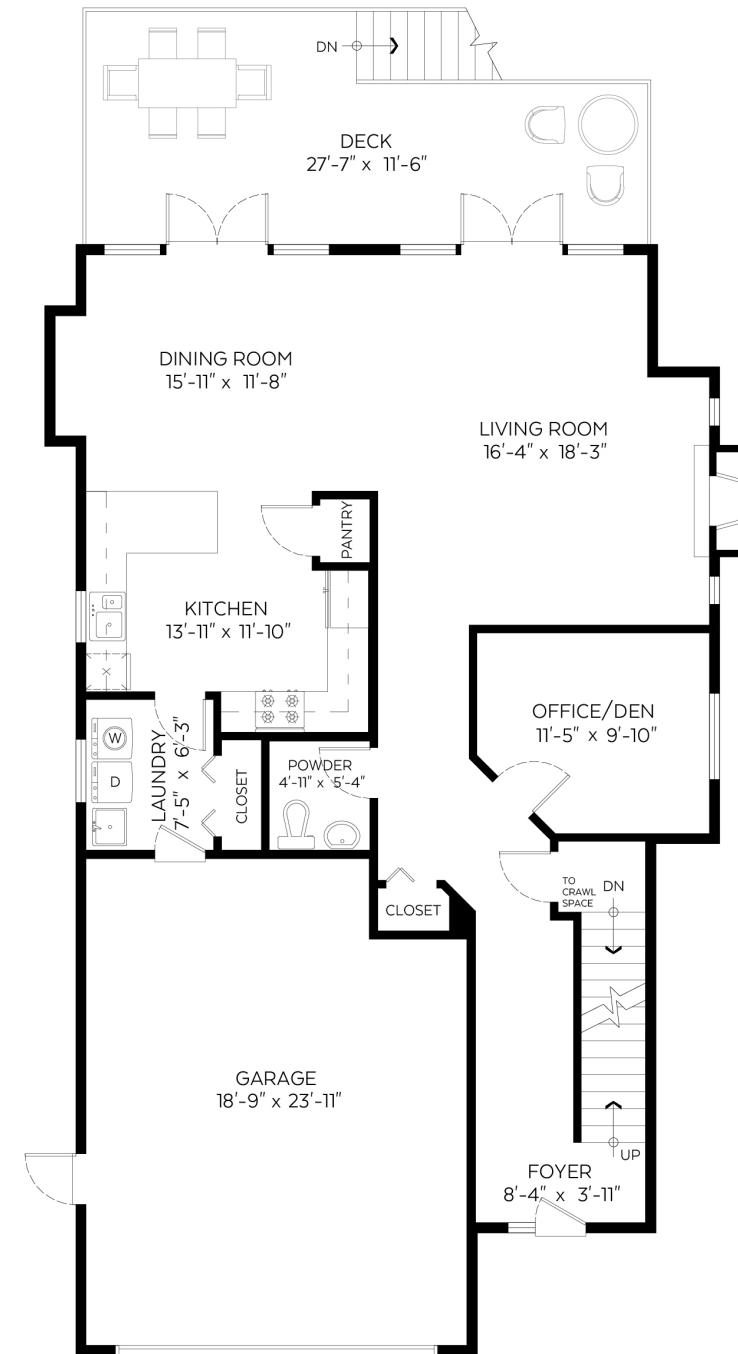 DN
DECK
27'-7" x 11'-6"
DINING ROOM
15'-11" x 11'-8"
LIVING ROOM
16'-4" x 18'-3"
PANTRY
KITCHEN
13'-11" x 11'-10"
OFFICE/DEN
11'-5" x 9'-10"
W
D
LAUNDRY
7'-5" x 6'-3"
CLOSET
POWDER
4'-11" x 5'-4"
TO
CRAWL
SPACE
DN
CLOSET
GARAGE
18'-9" x 23'-11"
UP
FOYER
8'-4" x 3'-11"